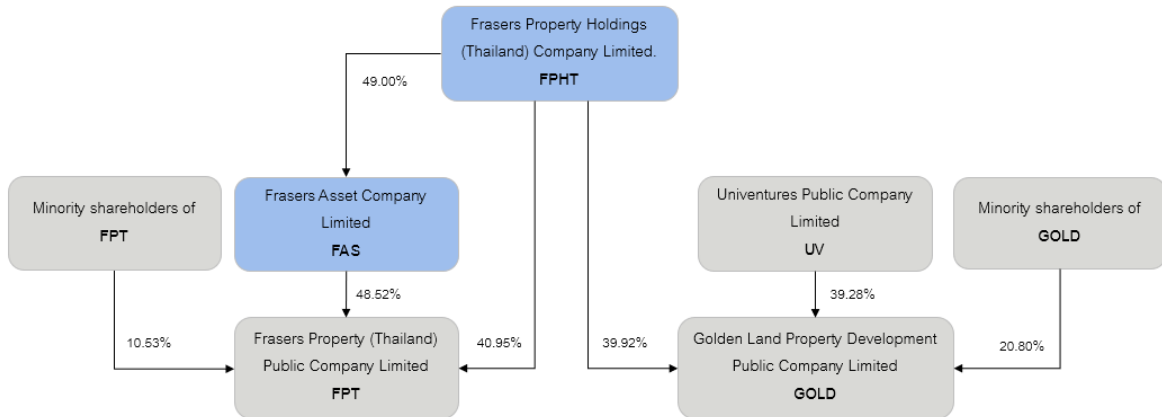 Frasers Property Holdings
(Thailand) Company Limited.
FPHT
49.00%
Minority shareholders of
FPT
Frasers Asset Company
Limited
FAS
Univentures Public Company
Limited
UV
Minority shareholders of
GOLD
48.52%
39.28%
10.53%
Frasers Property (Thailand)
Public Company Limited
FPT
40.95%
39.92%
Golden Land Property Development
Public Company Limited
GOLD
20.80%